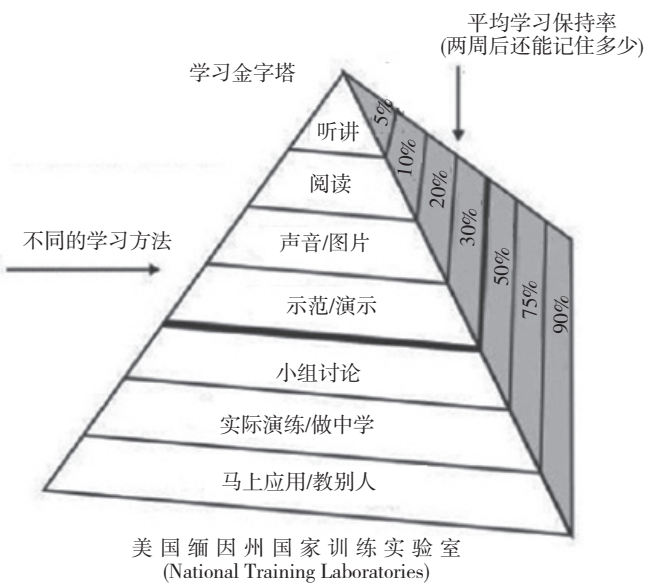 平均学习保持率
(两周后还能记住多少)
学习金字塔
听讲
5%
阅读
10%
声音/图片
20%
不同的学习方法
示范/演示
30%
小组讨论
50%
实际演练/做中学
75%
马上应用/教别人
90%
美国缅因州国家训练实验室
(National Training Laboratories)